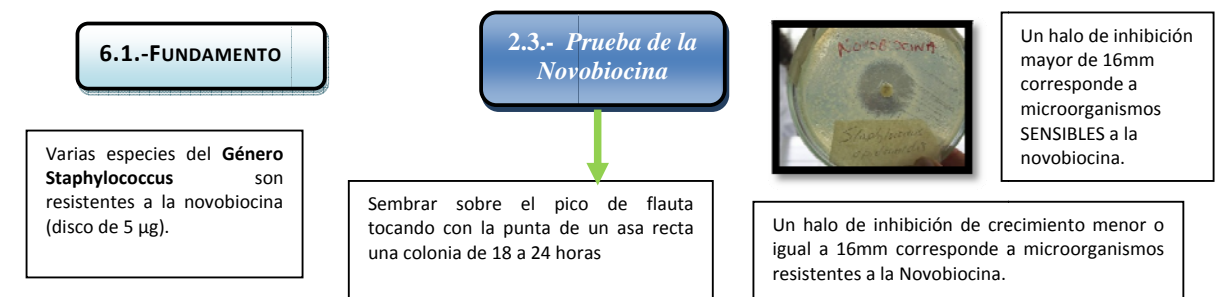 6.1.-FUNDAMENTO
Varias especies del Género
Staphylococcus son
resistentes a la novobiocina
(disco de 5 µg).
2.3.- Prueba de la
Novobiocina
Sembrar sobre el pico de flauta
tocando con la punta de un asa recta
una colonia de 18 a 24 horas
NOVOBIOCINA
Staphylococcus
Un halo de inhibición
mayor de 16mm
corresponde a
microorganismos
SENSIBLES a la
novobiocina.
Un halo de inhibición de crecimiento menor o
igual a 16mm corresponde a microorganismos
resistentes a la Novobiocina.